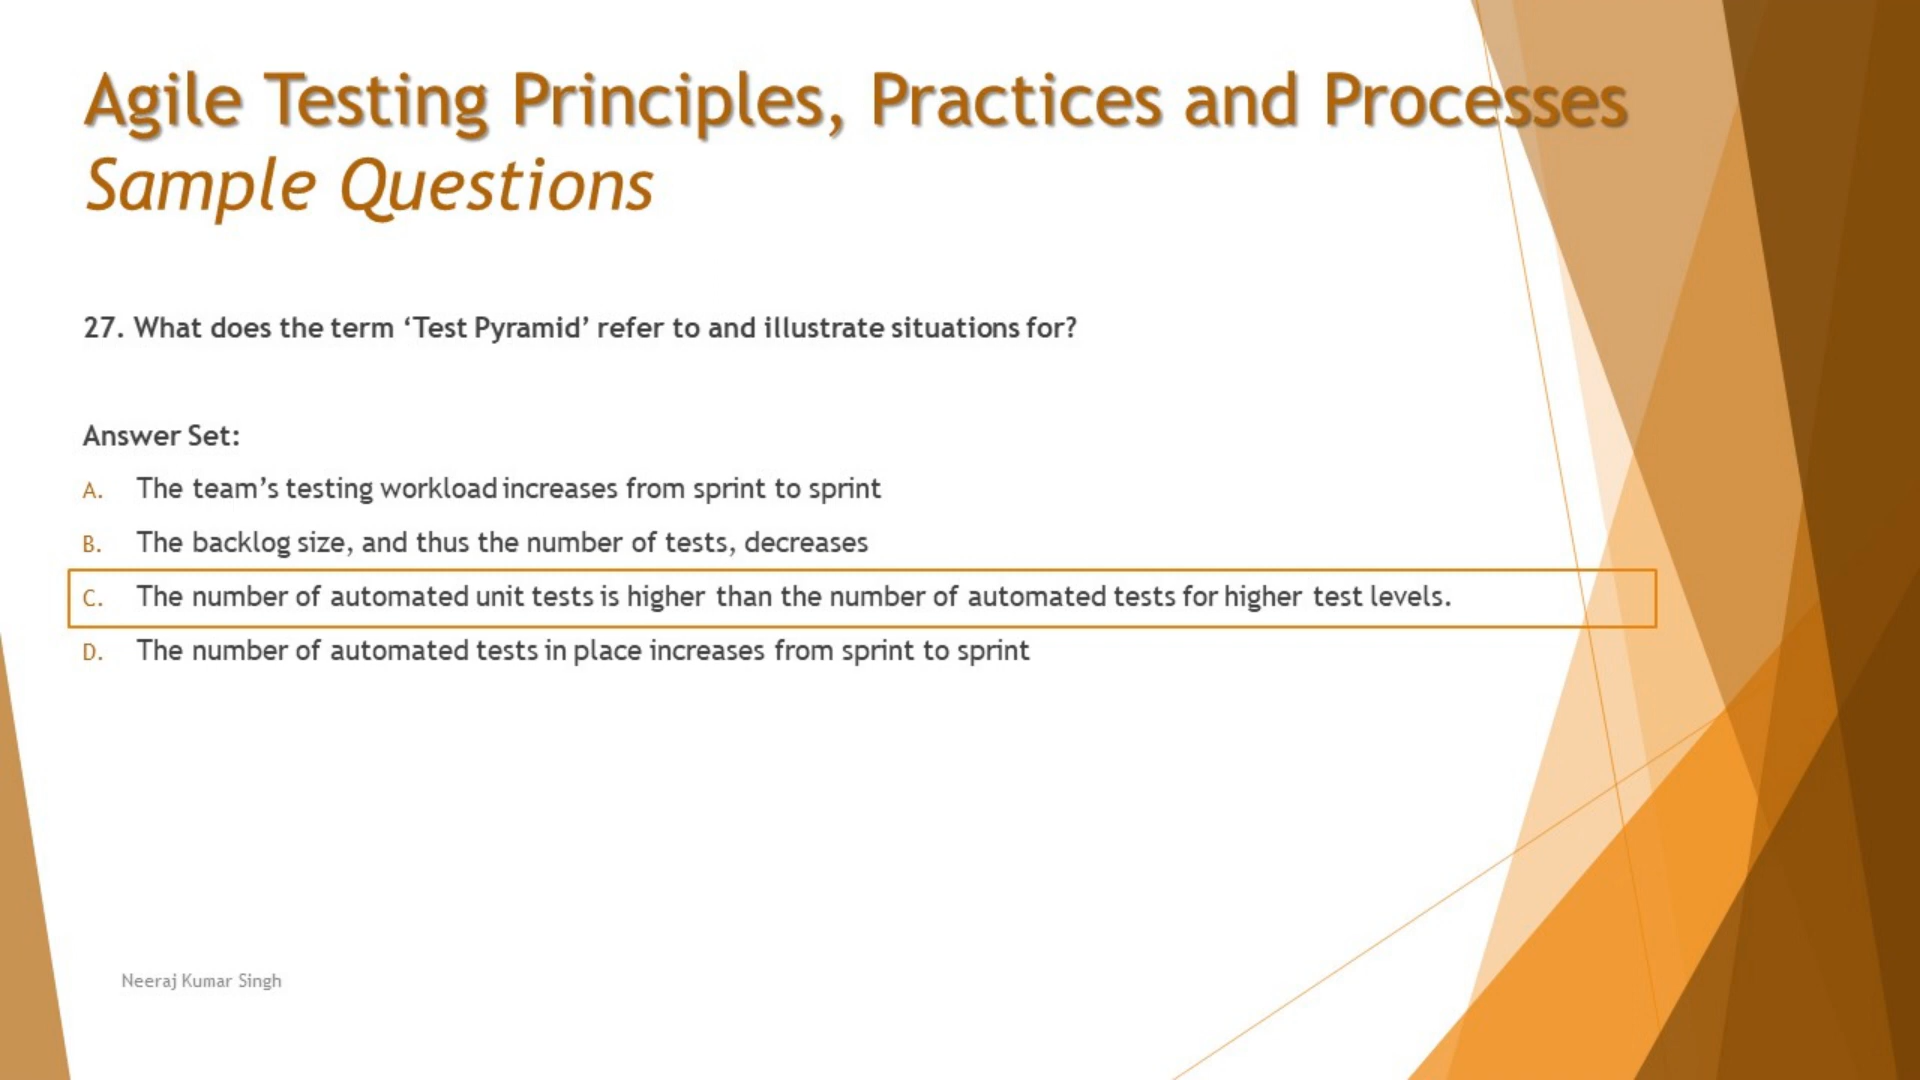 Agile Testing Principles, Practices and Processes
Sample Questions
27. What does the term ‘Test Pyramid’ refer to and illustrate situations for?
Answer Set:
A. The team’s testing workload increases from sprint to sprint
B. The backlog size, and thus the number of tests, decreases
C. The number of automated unit tests is higher than the number of automated tests for higher test levels.
D. The number of automated tests in place increases from sprint to sprint
Neeraj Kumar Singh